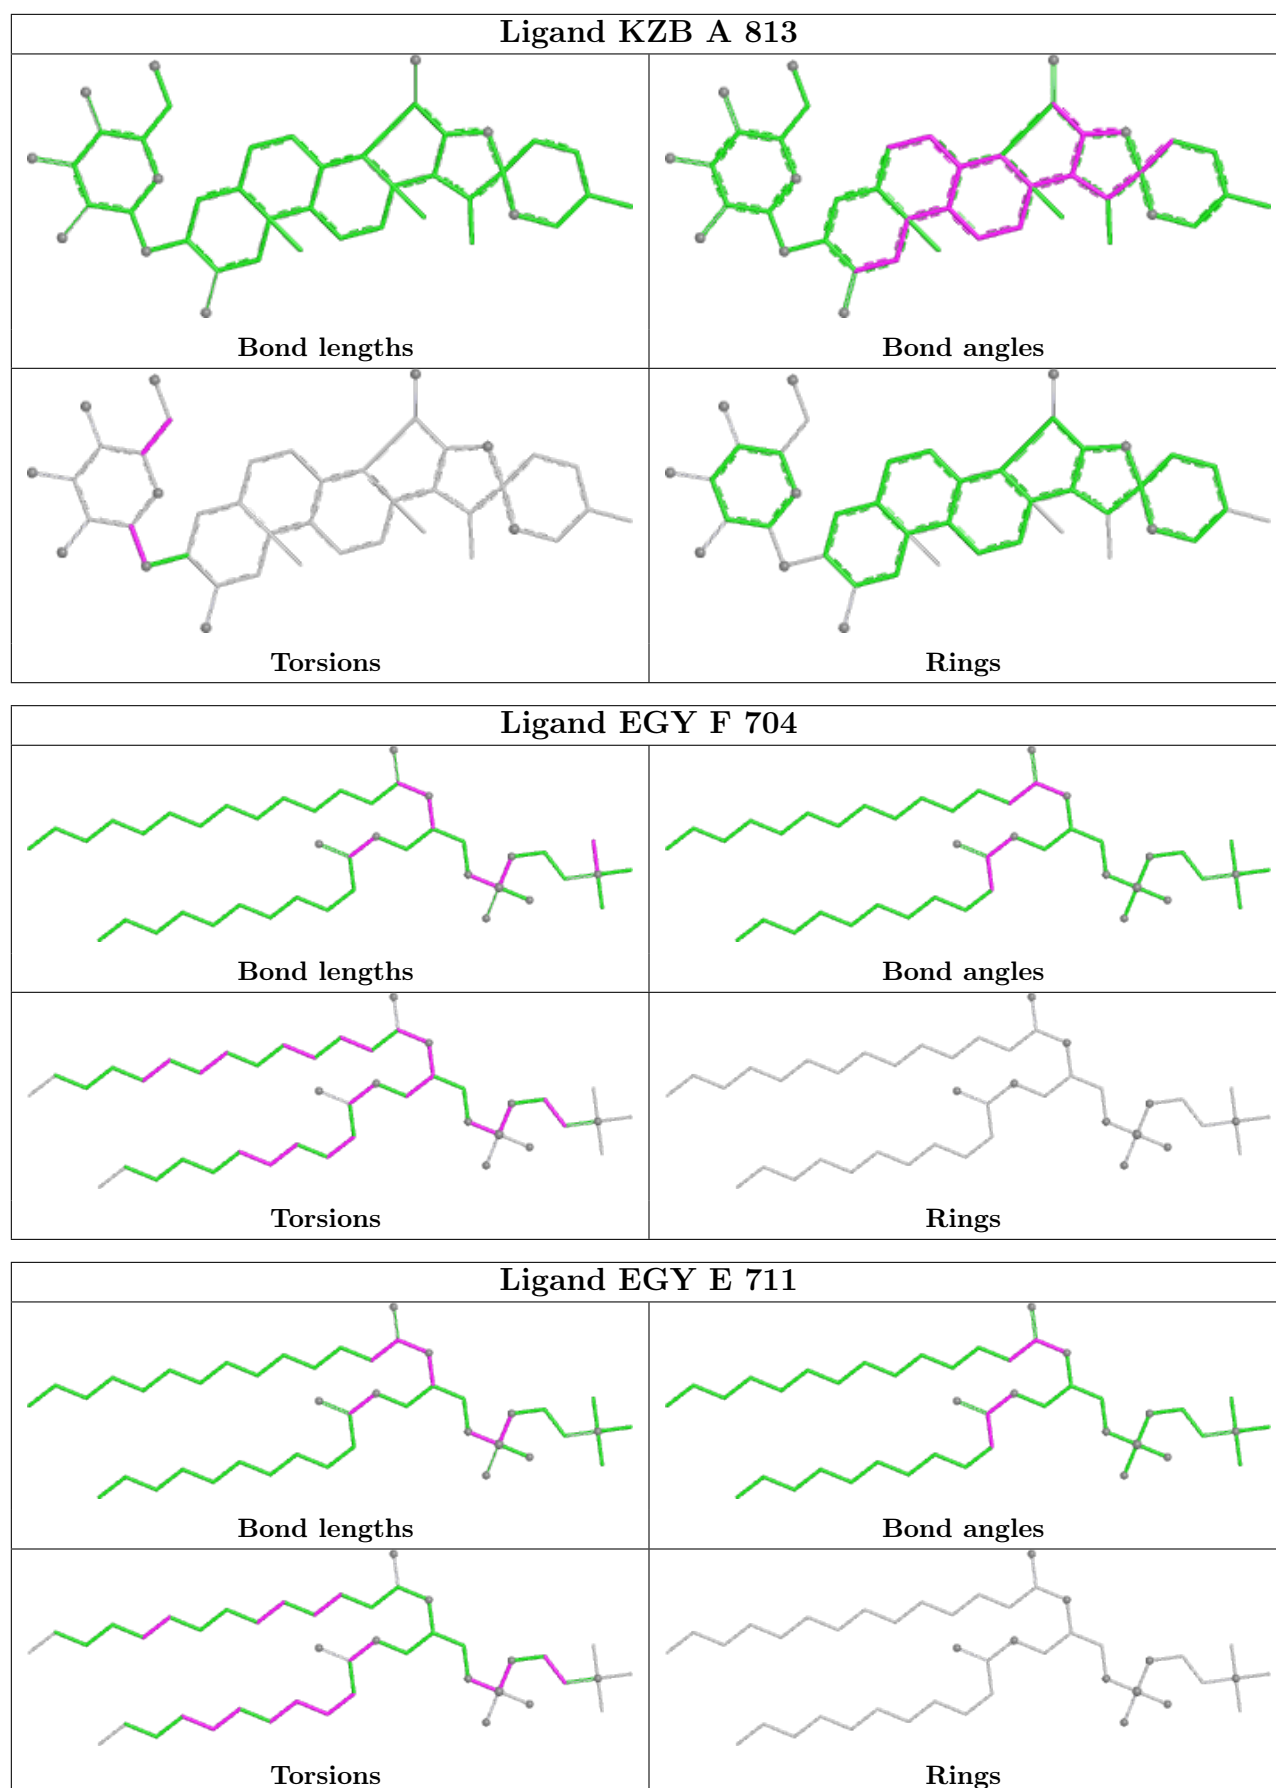 Ligand KZB A 813
Bond lengths
Bond angles
Torsions
Rings
Ligand EGY F 704
Bond lengths
Bond angles
Torsions
Rings
Ligand EGY E 711
Bond lengths
Bond angles
Torsions
Rings